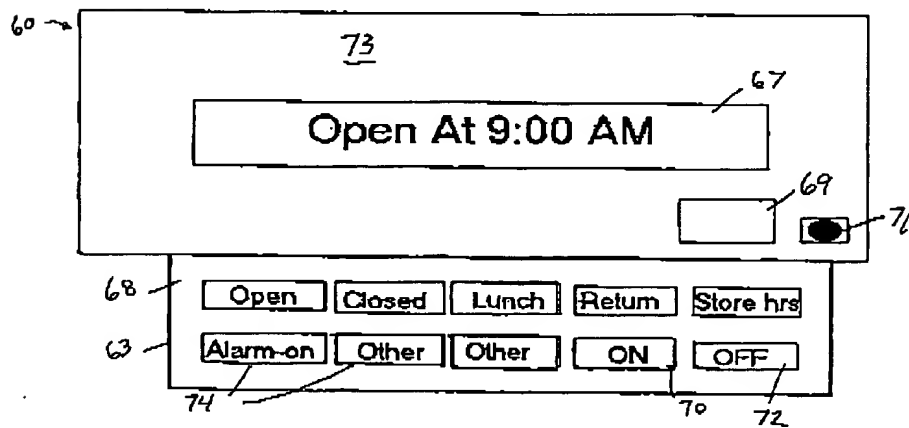 60
73
67
Open At 9:00 AM
69
71
68
Open Closed Lunch Return Store hrs
63
Alarm-on Other Other ON OFF
74 70 72